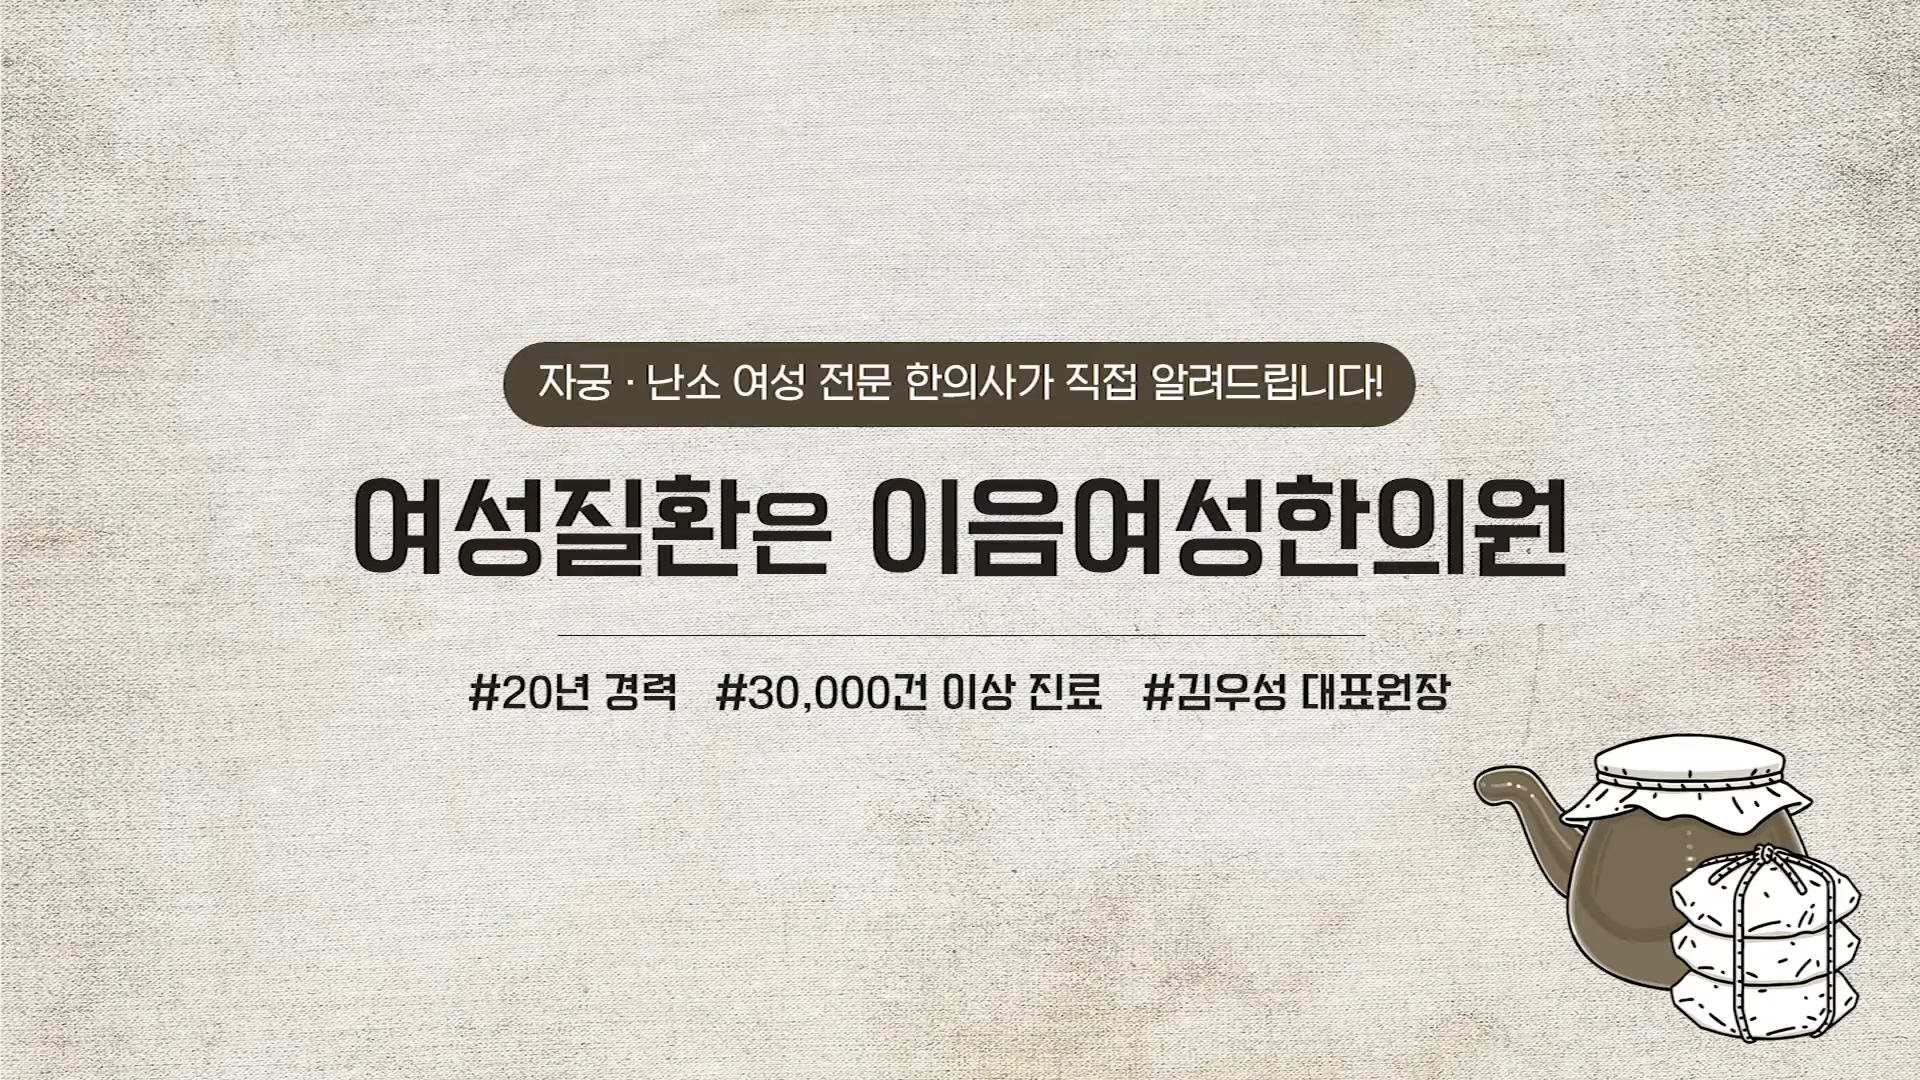 자궁 · 난소 여성 전문 한의사가 직접 알려드립니다!
여성질환은 이음여성한의원
#20년 경력 #30,000건 이상 진료 #김우성 대표원장